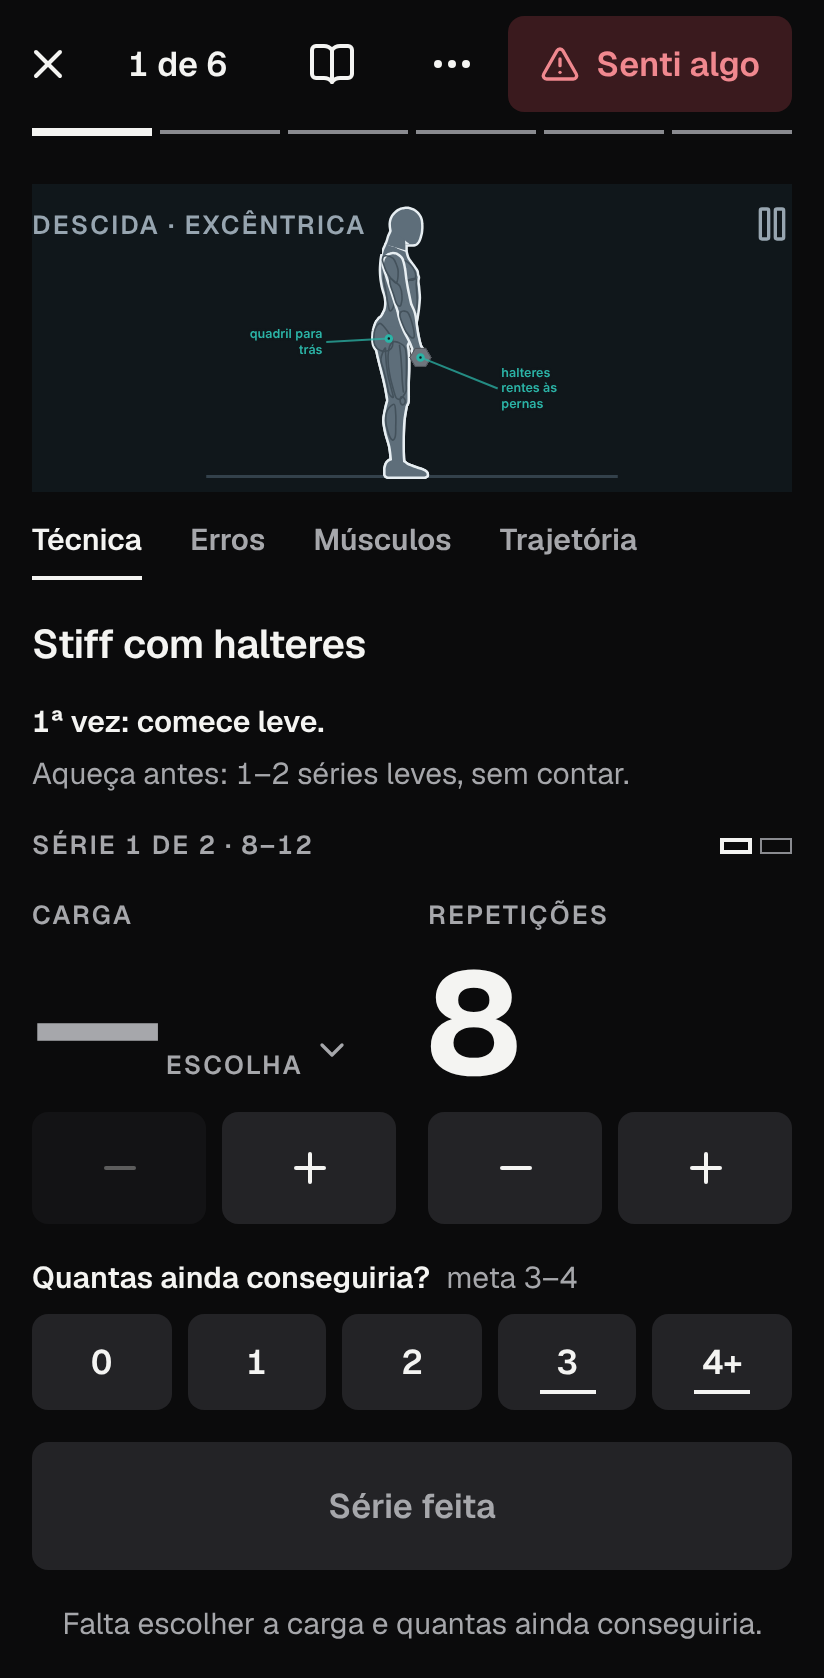 1 de 6
Senti algo
DESCIDA · EXCÊNTRICA
quadril para
trás
halteres
rentes às
pernas
Técnica Erros Músculos Trajetória
Stiff com halteres
1ª vez: comece leve.
Aqueça antes: 1–2 séries leves, sem contar.
SÉRIE 1 DE 2 · 8–12
CARGA REPETIÇÕES
— ESCOLHA 8
− + − +
Quantas ainda conseguiria? meta 3–4
0 1 2 3 4+
Série feita
Falta escolher a carga e quantas ainda conseguiria.